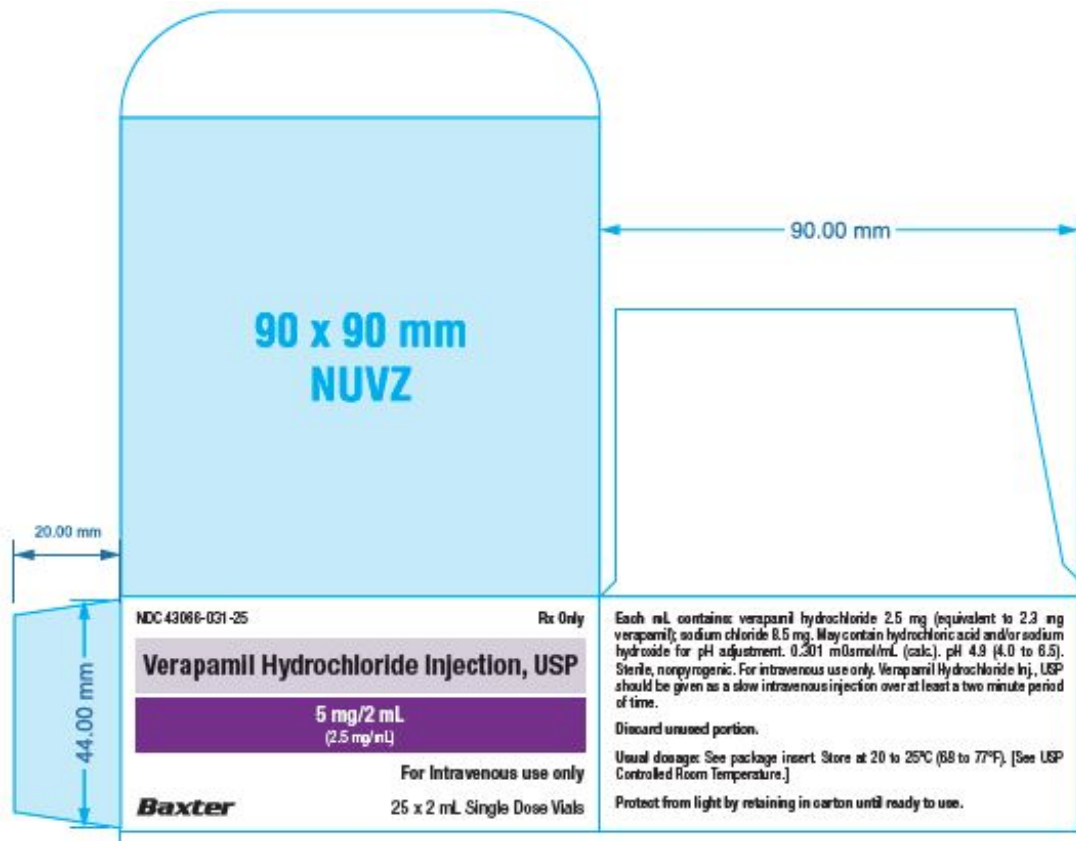 90.00 mm
90 x 90 mm
NUVZ
20.00 mm
44.00 mm
NDC 43066-031-25
Rx Only
Verapamil Hydrochloride Injection, USP
5 mg/2 mL
(2.5 mg/mL)
For Intravenous use only
Baxter
25 x 2 mL Single Dose Vials
Each mL contains: verapamil hydrochloride 2.5 mg (equivalent to 2.3 mg
verapamil); sodium chloride 8.5 mg. May contain hydrochloric acid and/or sodium
hydroxide for pH adjustment. 0.301 mOsmol/mL (calc.). pH 4.9 (4.0 to 6.5).
Sterile, nonpyrogenic. For intravenous use only. Verapamil Hydrochloride Inj., USP
should be given as a slow intravenous injection over at least a two minute period
of time.
Discard unused portion.
Usual dosage: See package insert. Store at 20 to 25°C (68 to 77°F). [See USP
Controlled Room Temperature.]
Protect from light by retaining in carton until ready to use.